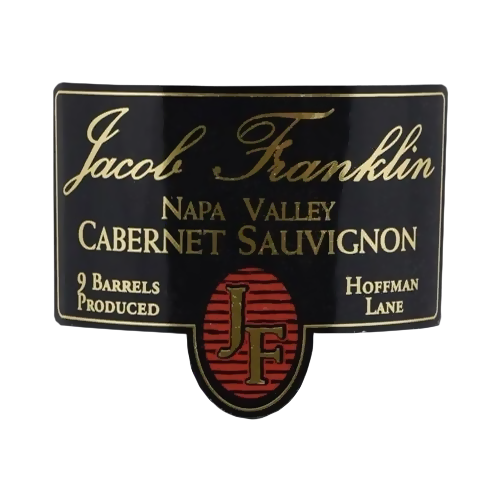 Jacob Franklin
NAPA VALLEY
CABERNET SAUVIGNON
9 BARRELS
PRODUCED
HOFFMAN
LANE
JF